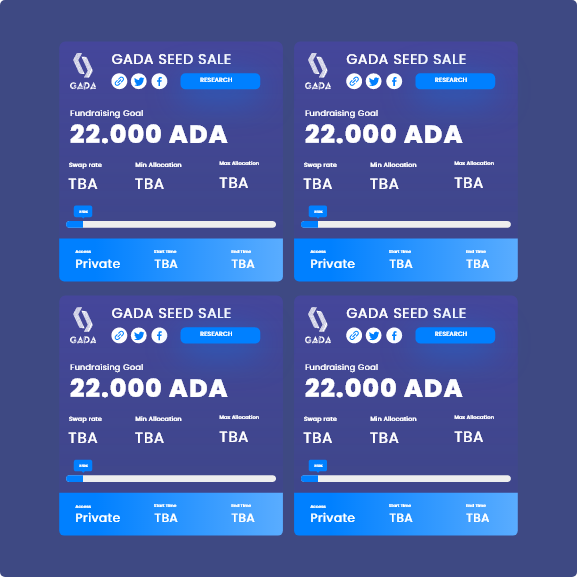 GADA SEED SALE
GADA
RESEARCH
Fundraising Goal
22.000 ADA
Swap rate Min Allocation Max Allocation
TBA TBA TBA
Access Start Time End Time
Private TBA TBA
GADA SEED SALE
GADA
RESEARCH
Fundraising Goal
22.000 ADA
Swap rate Min Allocation Max Allocation
TBA TBA TBA
Access Start Time End Time
Private TBA TBA
GADA SEED SALE
GADA
RESEARCH
Fundraising Goal
22.000 ADA
Swap rate Min Allocation Max Allocation
TBA TBA TBA
Access Start Time End Time
Private TBA TBA
GADA SEED SALE
GADA
RESEARCH
Fundraising Goal
22.000 ADA
Swap rate Min Allocation Max Allocation
TBA TBA TBA
Access Start Time End Time
Private TBA TBA